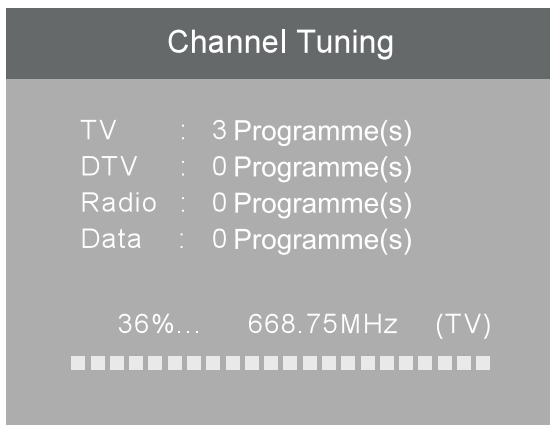 Channel Tuning
TV : 3 Programme(s)
DTV : 0 Programme(s)
Radio : 0 Programme(s)
Data : 0 Programme(s)
36%... 668.75MHz (TV)